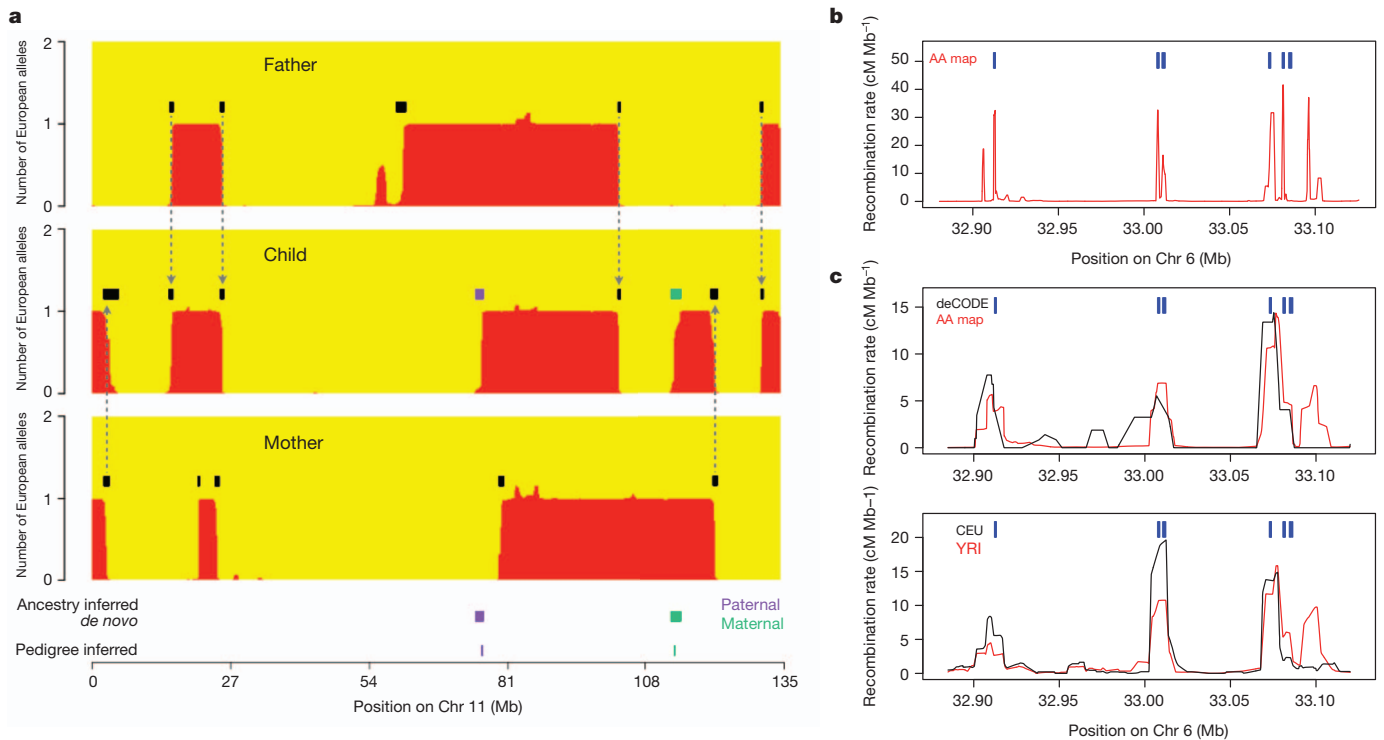 a
Number of European alleles
2
1
0
Father
Number of European alleles
2
1
0
Child
Number of European alleles
2
1
0
Mother
Ancestry inferred
de novo
Paternal
Maternal
Pedigree inferred
0 27 54 81 108 135
Position on Chr 11 (Mb)
b
Recombination rate (cM Mb⁻¹)
50
40
30
20
10
0
AA map
32.90 32.95 33.00 33.05 33.10
Position on Chr 6 (Mb)
c
Recombination rate (cM Mb⁻¹)
15
10
5
0
deCODE
AA map
32.90 32.95 33.00 33.05 33.10
Recombination rate (cM Mb–1)
20
15
10
5
0
CEU
YRI
32.90 32.95 33.00 33.05 33.10
Position on Chr 6 (Mb)